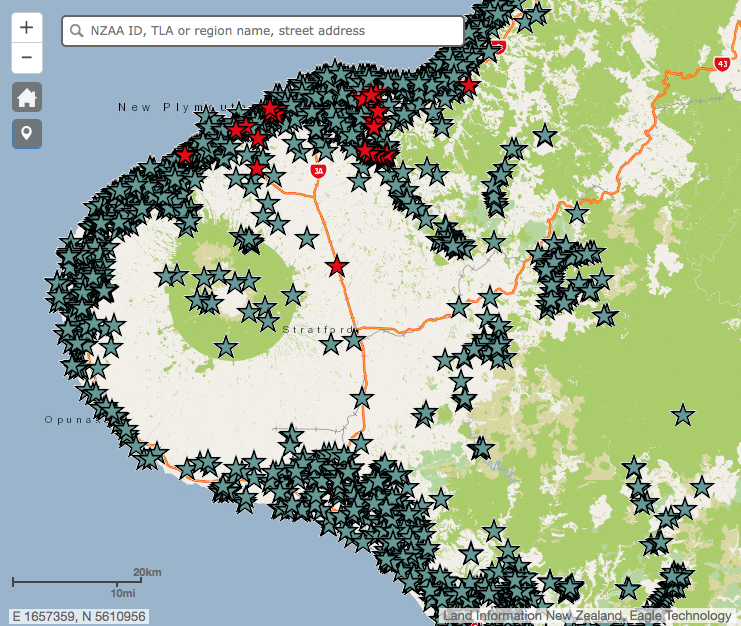 +
NZAA ID, TLA or region name, street address
−
43
New Plymouth
3A
Stratford
20km
10mi
E 1657359, N 5610956
Land Information New Zealand, Eagle Technology